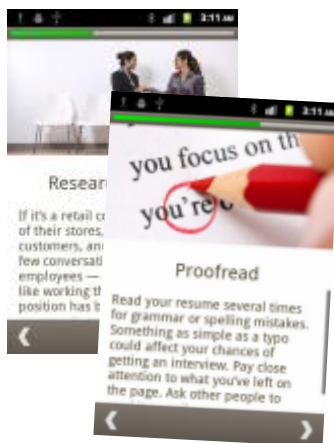 3:11 AM
Resear
If it's a retail co
of their stores,
customers, an
few conversati
employees —
like working th
position has b
3:11 AM
you focus on th
you're
Proofread
Read your resume several times
for grammar or spelling mistakes.
Something as simple as a typo
could affect your chances of
getting an interview. Pay close
attention to what you've left on
the page. Ask other people to